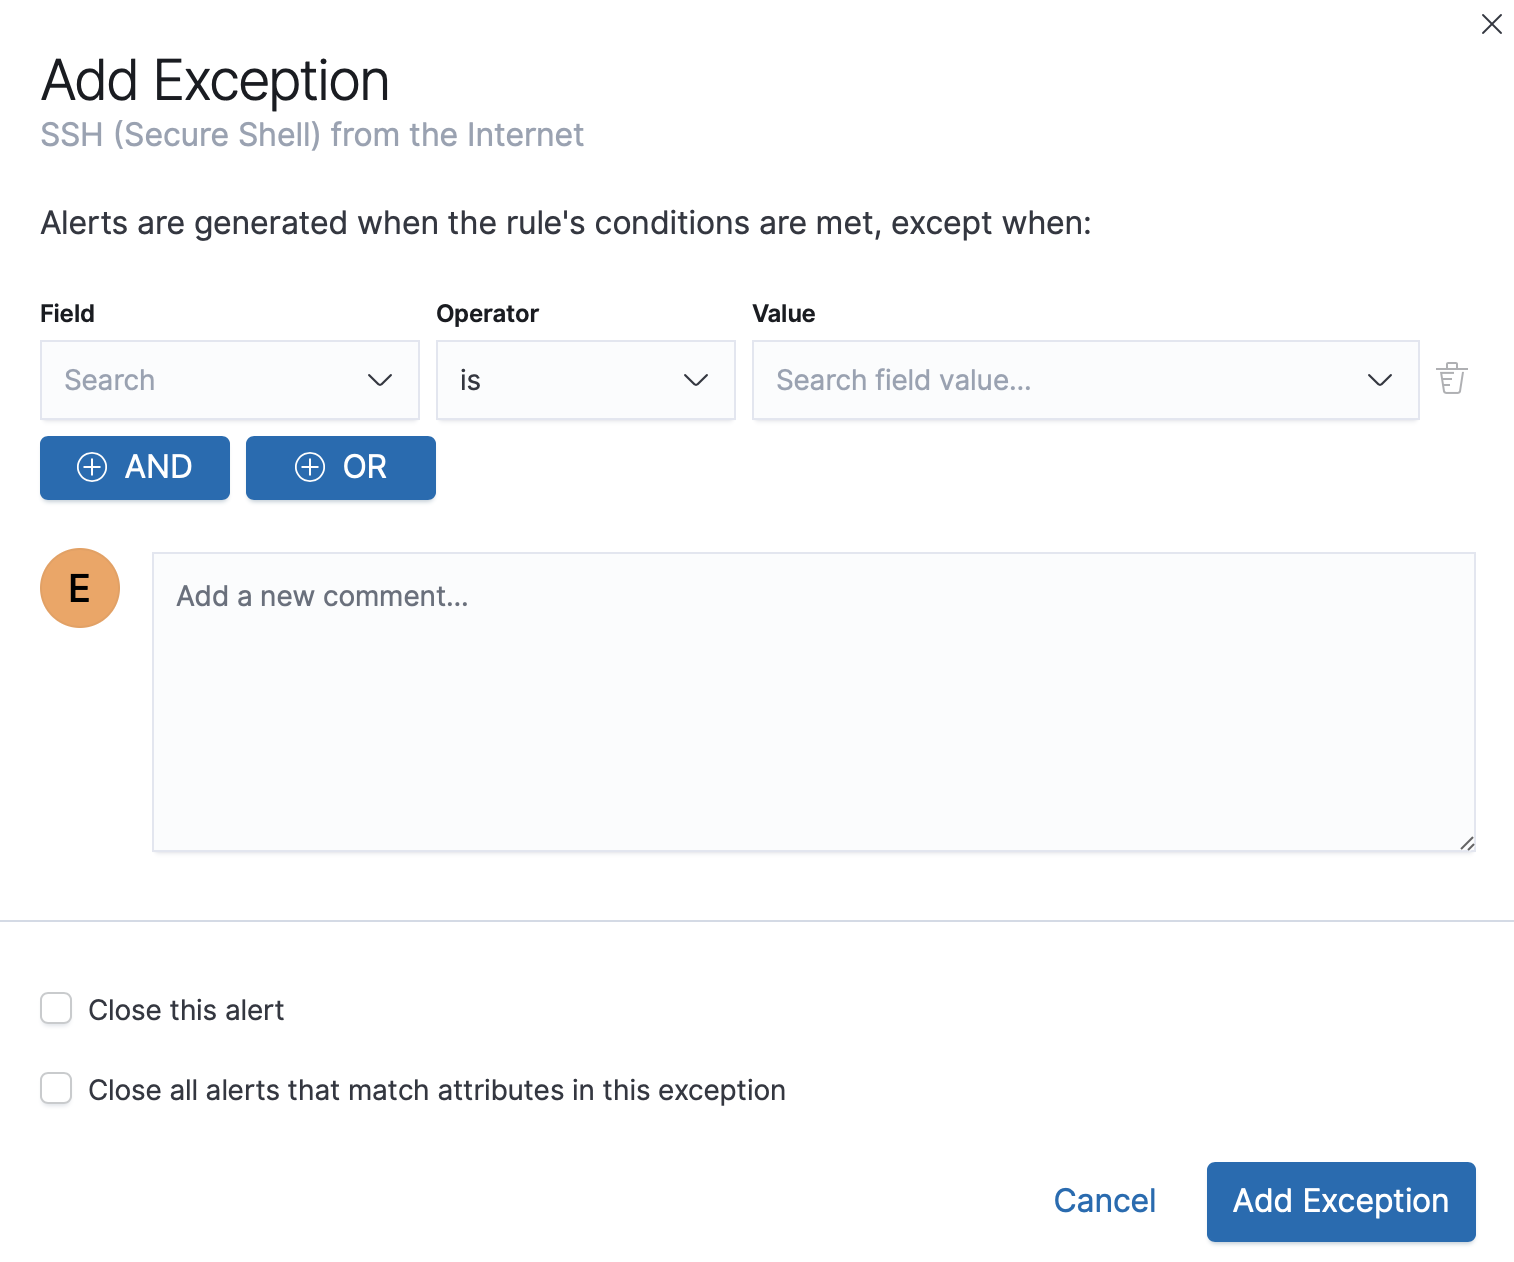 Add Exception
SSH (Secure Shell) from the Internet
Alerts are generated when the rule's conditions are met, except when:
Field Operator Value
Search is Search field value...
AND OR
E
Add a new comment...
Close this alert
Close all alerts that match attributes in this exception
Cancel Add Exception